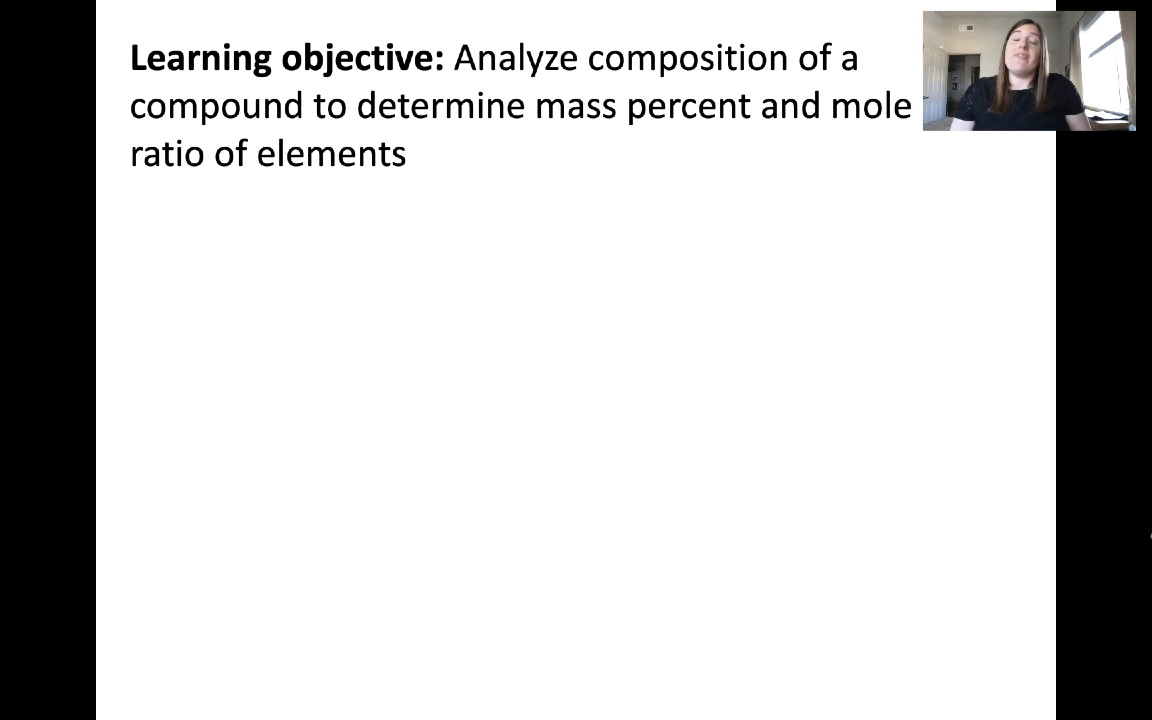 Learning objective: Analyze composition of a
compound to determine mass percent and mole
ratio of elements